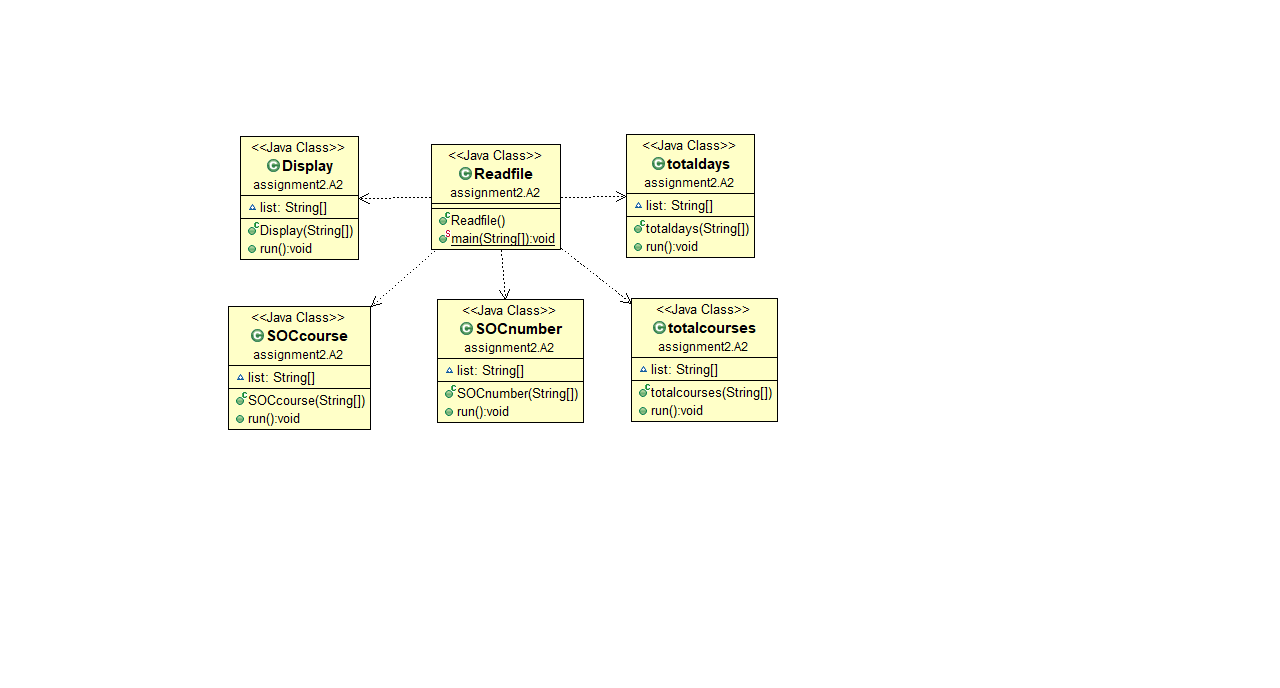 <<Java Class>>
Display
assignment2.A2
list: String[]
Display(String[])
run():void
<<Java Class>>
Readfile
assignment2.A2
Readfile()
main(String[]):void
<<Java Class>>
totaldays
assignment2.A2
list: String[]
totaldays(String[])
run():void
<<Java Class>>
SOCcourse
assignment2.A2
list: String[]
SOCcourse(String[])
run():void
<<Java Class>>
SOCnumber
assignment2.A2
list: String[]
SOCnumber(String[])
run():void
<<Java Class>>
totalcourses
assignment2.A2
list: String[]
totalcourses(String[])
run():void